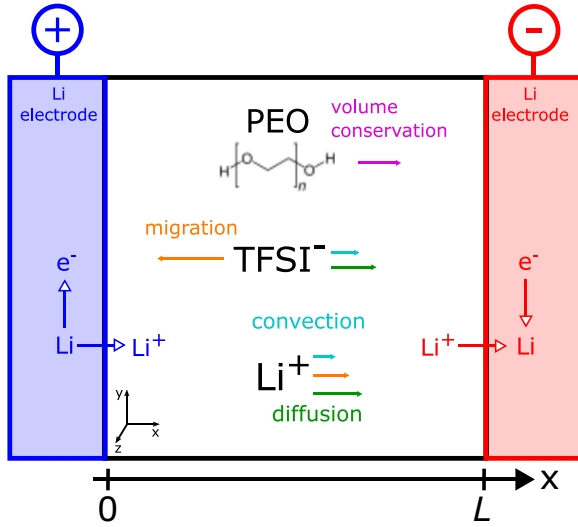 +
-
Li
electrode
Li
electrode
PEO
volume
conservation
H
O
O
H
n
migration
TFSI⁻
e⁻
e⁻
convection
Li
Li⁺
Li⁺
Li
Li⁺
diffusion
y
x
z
x
0
L